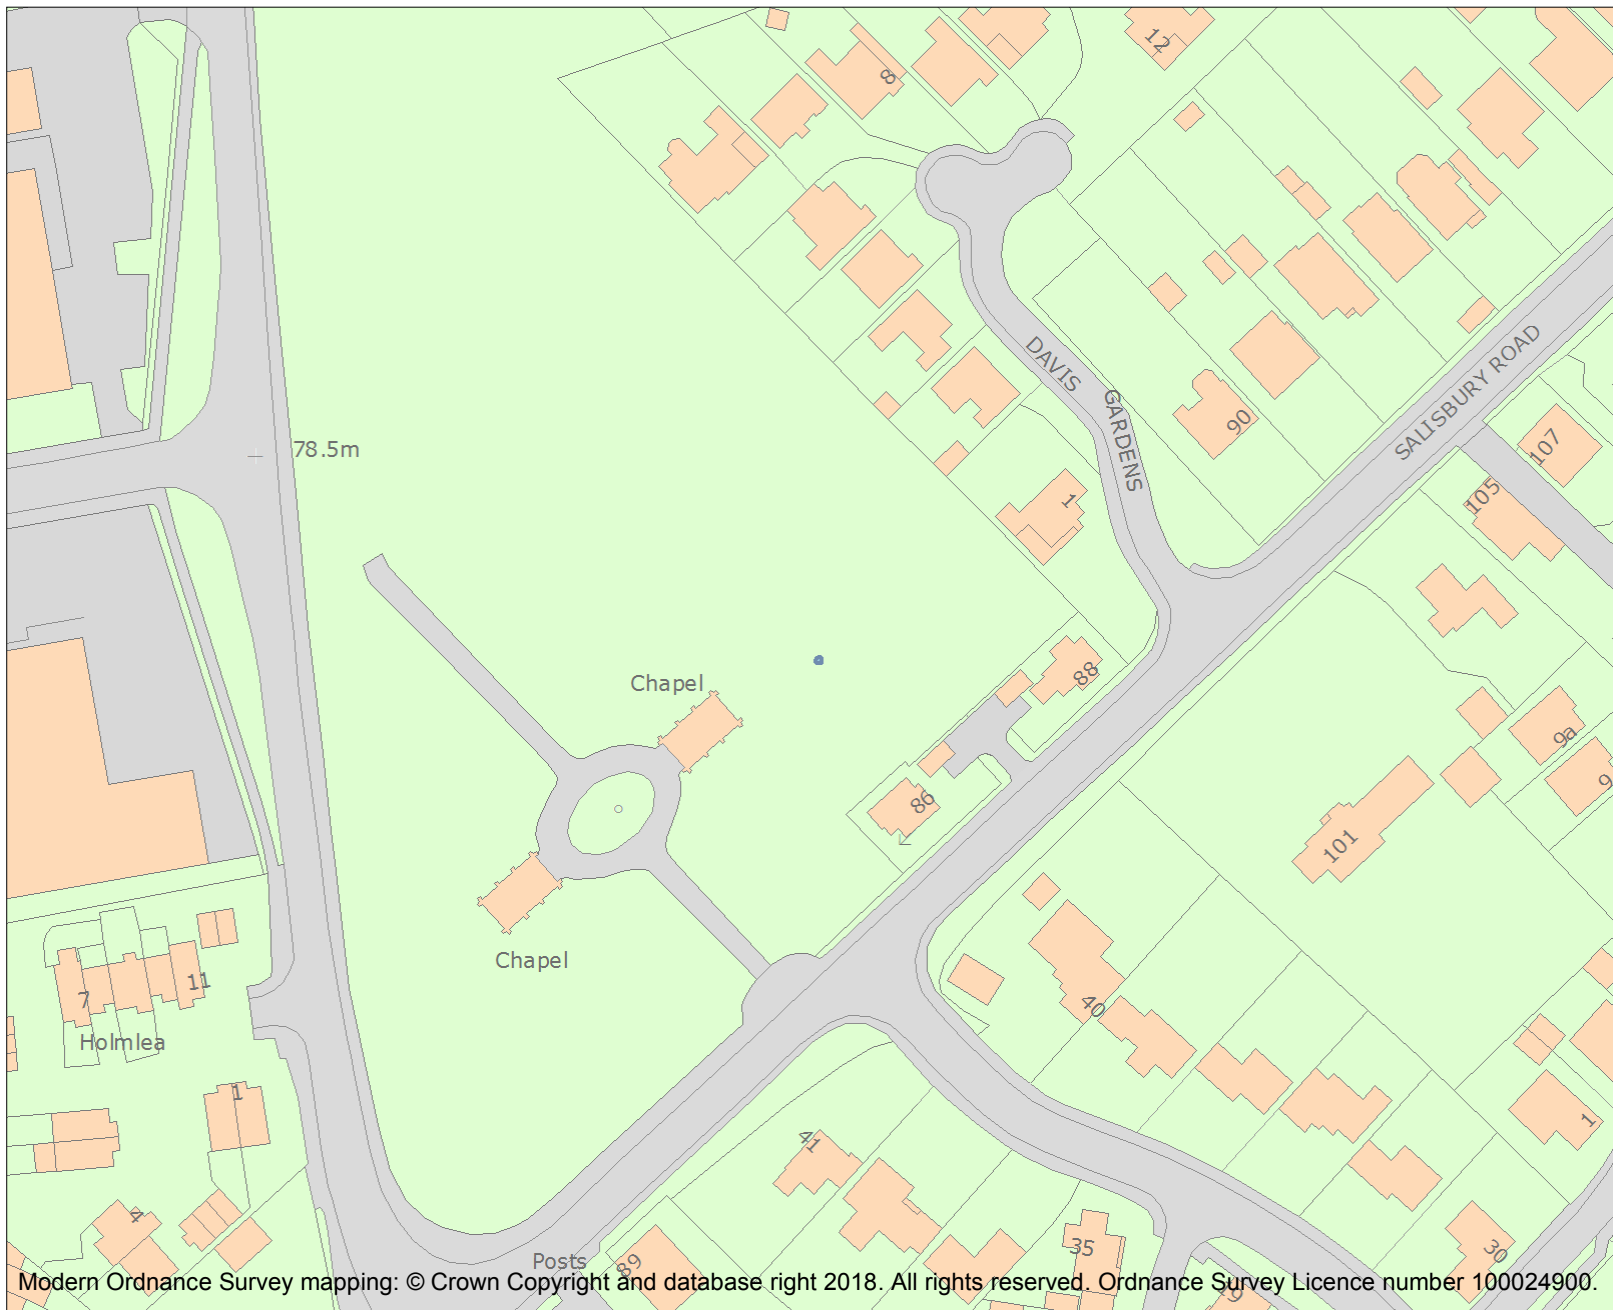 12
8
DAVIS
GARDENS
SALISBURY ROAD
90
107
105
78.5m
1
Chapel
88
86
9a
9
101
Chapel
11
7
40
Holmlea
1
1
41
4
35
30
Posts
89
19
Modern Ordnance Survey mapping: © Crown Copyright and database right 2018. All rights reserved. Ordnance Survey Licence number 100024900.